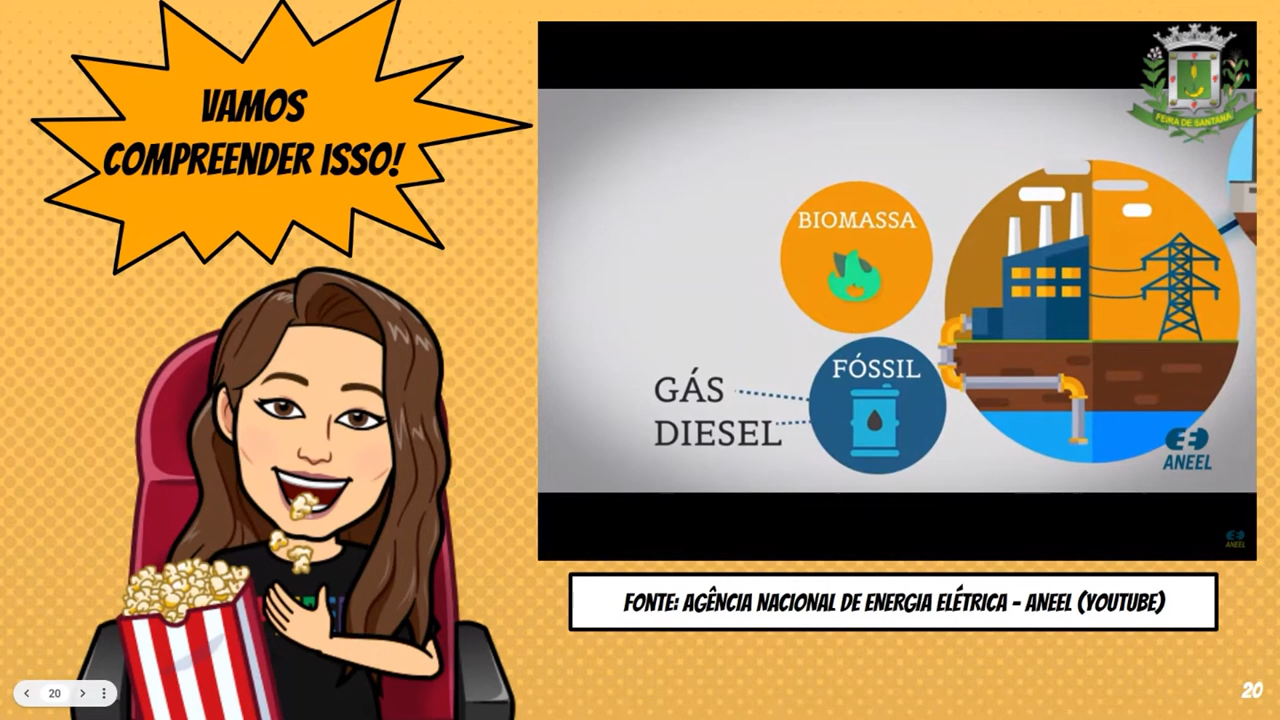 VAMOS
COMPREENDER ISSO!
FEIRA DE SANTANA
BIOMASSA
FÓSSIL
GÁS
DIESEL
ANEEL
ANEEL
FONTE: AGÊNCIA NACIONAL DE ENERGIA ELÉTRICA - ANEEL (YOUTUBE)
20
20